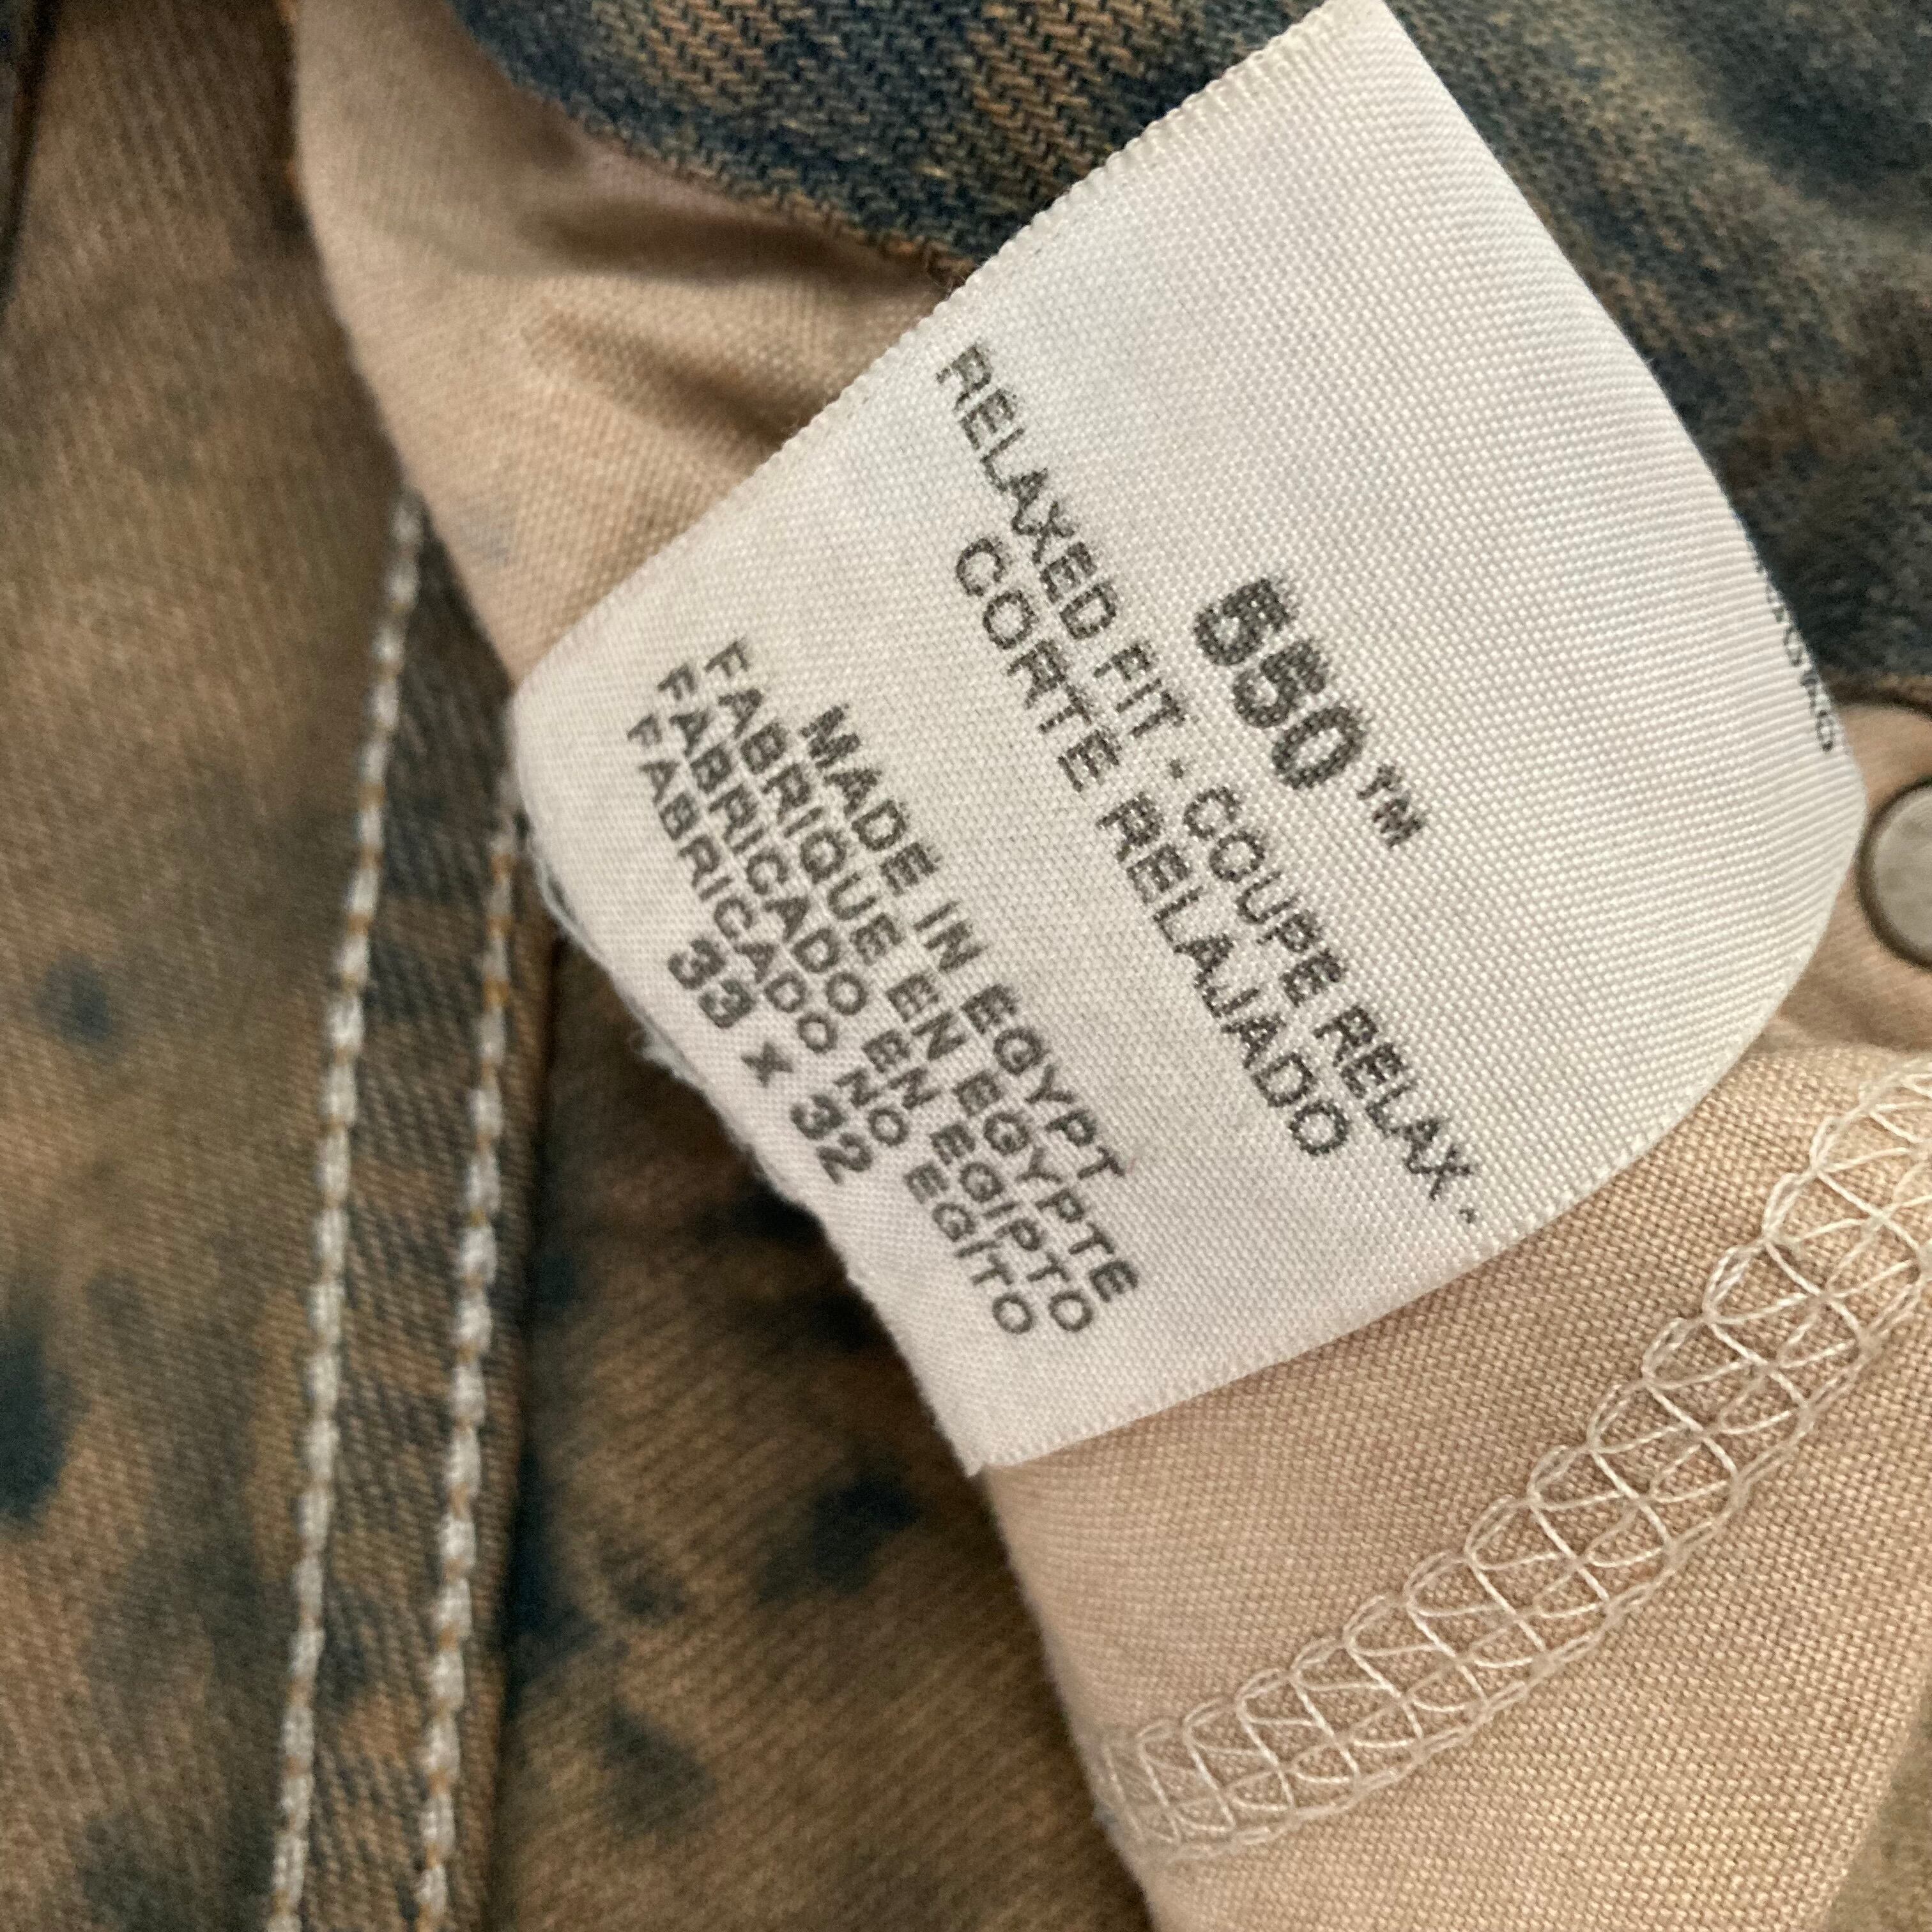 550™
RELAXED FIT • COUPE RELAX.
CORTE RELAJADO
MADE IN EGYPT
FABRIQUE EN EGYPTE
FABRICADO EN EGIPTO
FABRICADO NO EGITO
33 x 32